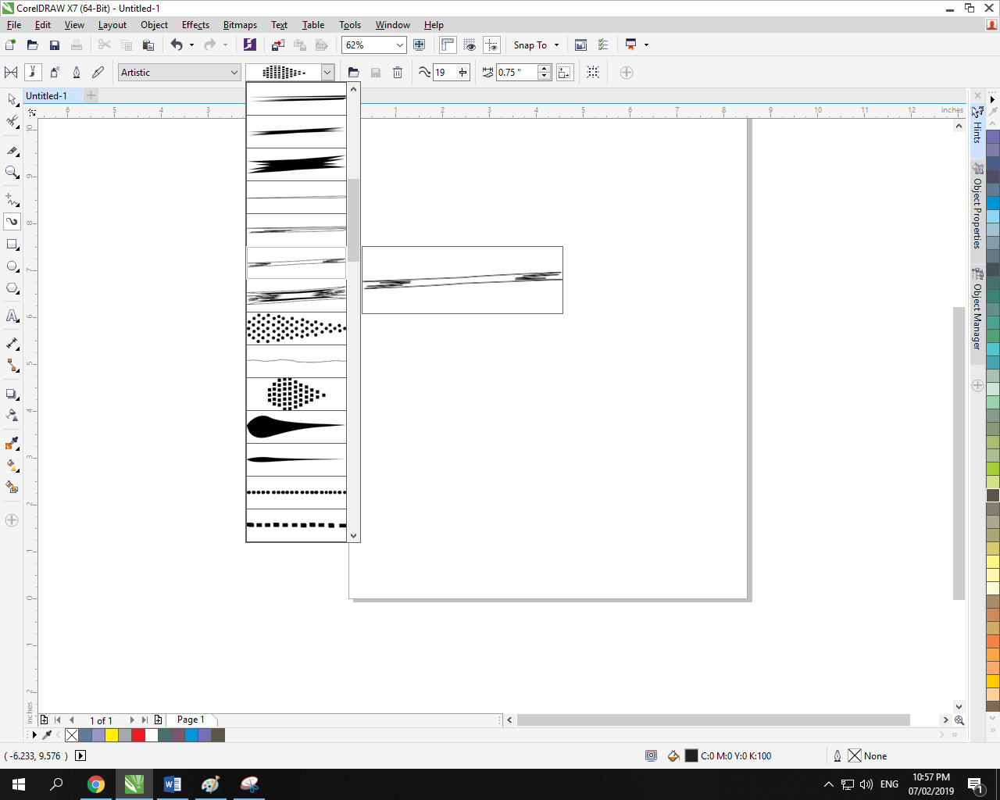 CorelDRAW X7 (64-Bit) - Untitled-1
File Edit View Layout Object Effects Bitmaps Text Table Tools Window Help
62% Snap To
Artistic 19 0.75 "
Untitled-1
6 5 4 3 1 2 3 4 5 6 7 8 9 10 11 12 inches
10
9
8
7
6
5
4
3
2
1
0
1
2
inches
Hints
Object Properties
Object Manager
1 of 1 Page 1
( -6.233, 9.576 ) C:0 M:0 Y:0 K:100 None
ENG 10:57 PM
07/02/2019
1